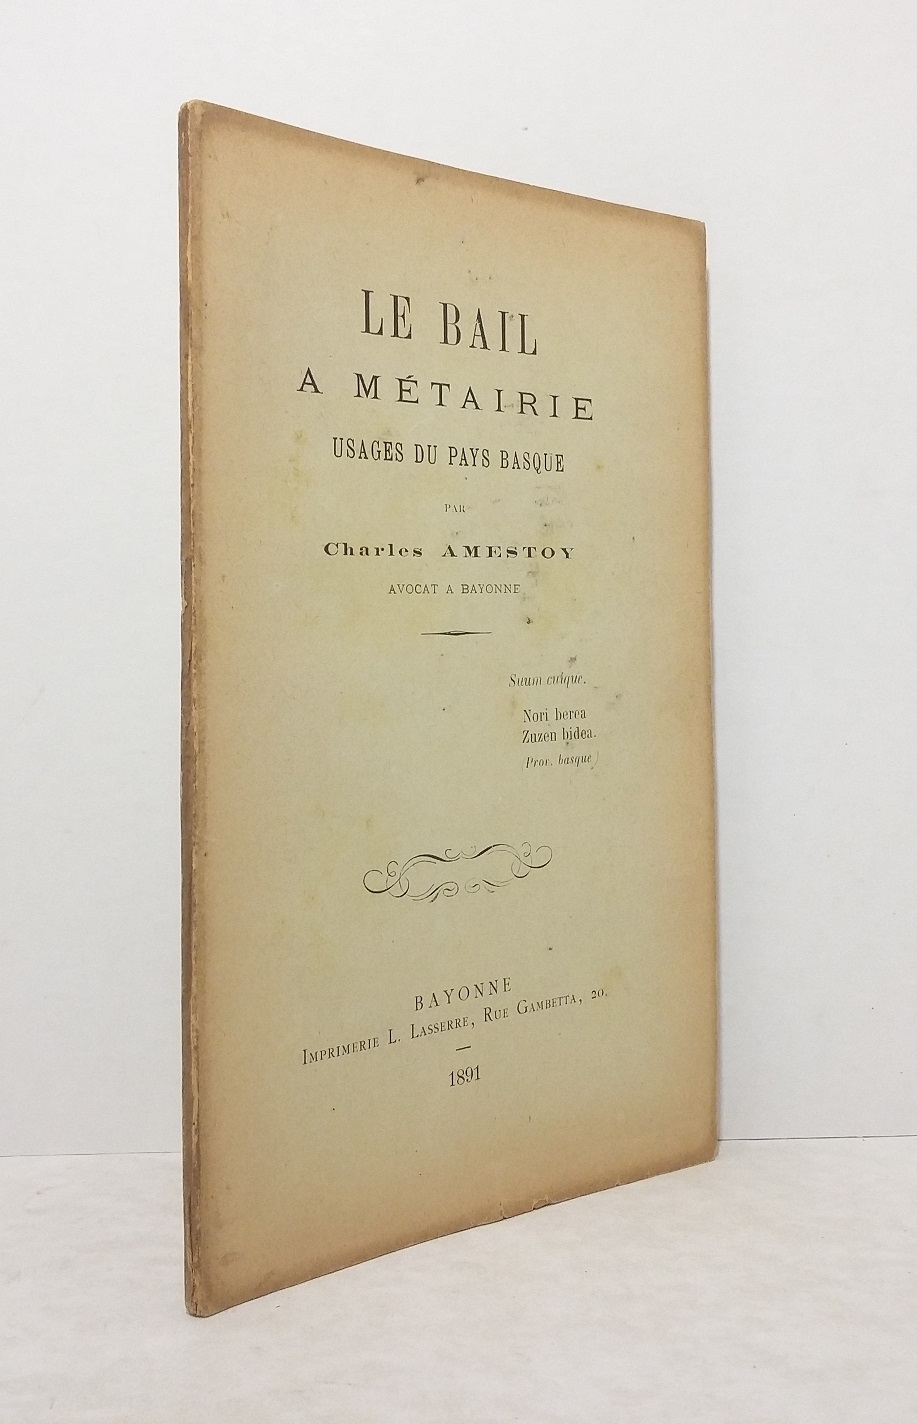 LE BAIL
A MÉTAIRIE
USAGES DU PAYS BASQUE
PAR
Charles AMESTOY
AVOCAT A BAYONNE
Suum cuique.
Nori berea
Zuzen bidea.
(Prov. basque)
BAYONNE
IMPRIMERIE L. LASSERRE, RUE GAMBETTA, 20.
1891